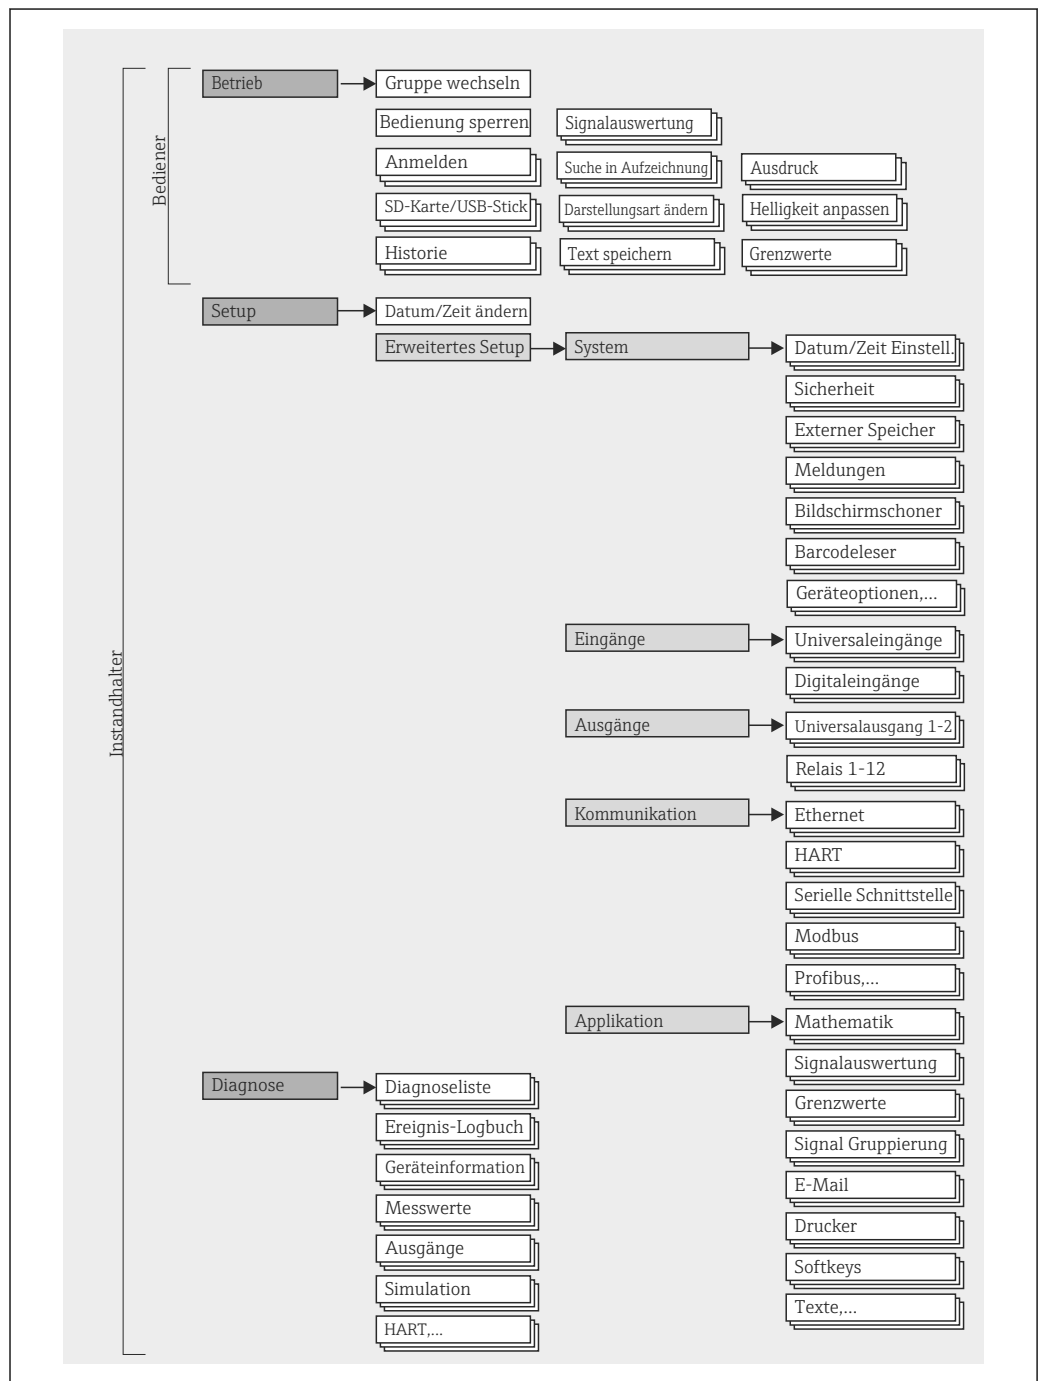 Instandhalter
Bediener
Betrieb
Gruppe wechseln
Bedienung sperren
Signalauswertung
Anmelden
Suche in Aufzeichnung
Ausdruck
SD-Karte/USB-Stick
Darstellungsart ändern
Helligkeit anpassen
Historie
Text speichern
Grenzwerte
Setup
Datum/Zeit ändern
Erweitertes Setup
System
Datum/Zeit Einstell.
Sicherheit
Externer Speicher
Meldungen
Bildschirmschoner
Barcodeleser
Geräteoptionen,...
Eingänge
Universaleingänge
Digitaleingänge
Ausgänge
Universalausgang 1-2
Relais 1-12
Kommunikation
Ethernet
HART
Serielle Schnittstelle
Modbus
Profibus,...
Applikation
Mathematik
Signalauswertung
Grenzwerte
Signal Gruppierung
E-Mail
Drucker
Softkeys
Texte,...
Diagnose
Diagnoseliste
Ereignis-Logbuch
Geräteinformation
Messwerte
Ausgänge
Simulation
HART,...